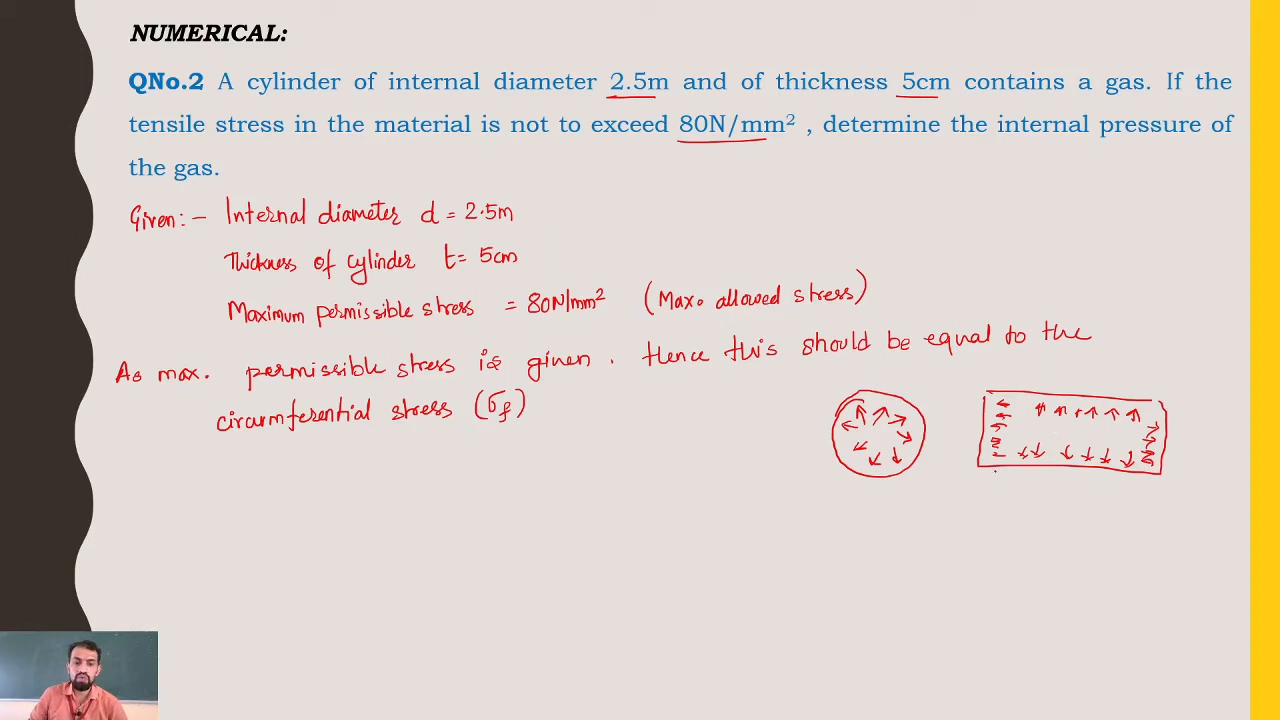 NUMERICAL:
QNo.2 A cylinder of internal diameter 2.5m and of thickness 5cm contains a gas. If the
tensile stress in the material is not to exceed 80N/mm² , determine the internal pressure of
the gas.
Given:- Internal diameter d = 2.5m
Thickness of cylinder t = 5cm
Maximum permissible stress = 80N/mm² (Max. allowed stress)
As max. permissible stress is given. Hence this should be equal to the
circumferential stress (σf)